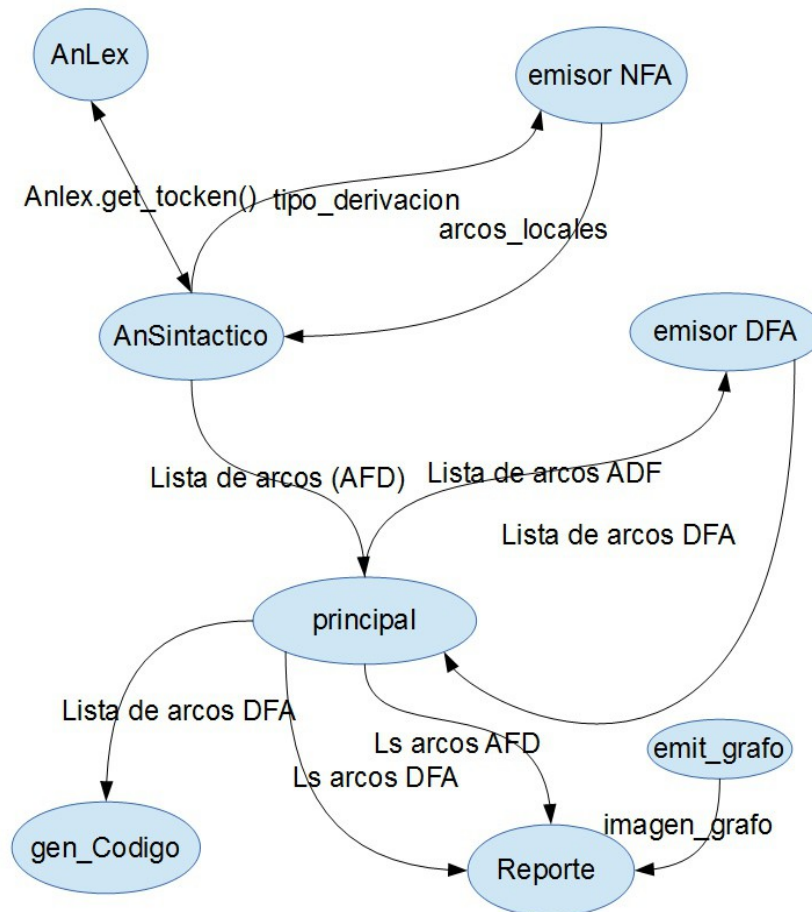 AnLex
emisor NFA
Anlex.get_tocken()
tipo_derivacion
arcos_locales
AnSintactico
emisor DFA
Lista de arcos (AFD)
Lista de arcos ADF
Lista de arcos DFA
principal
Lista de arcos DFA
Ls arcos AFD
Ls arcos DFA
emit_grafo
imagen_grafo
gen_Codigo
Reporte